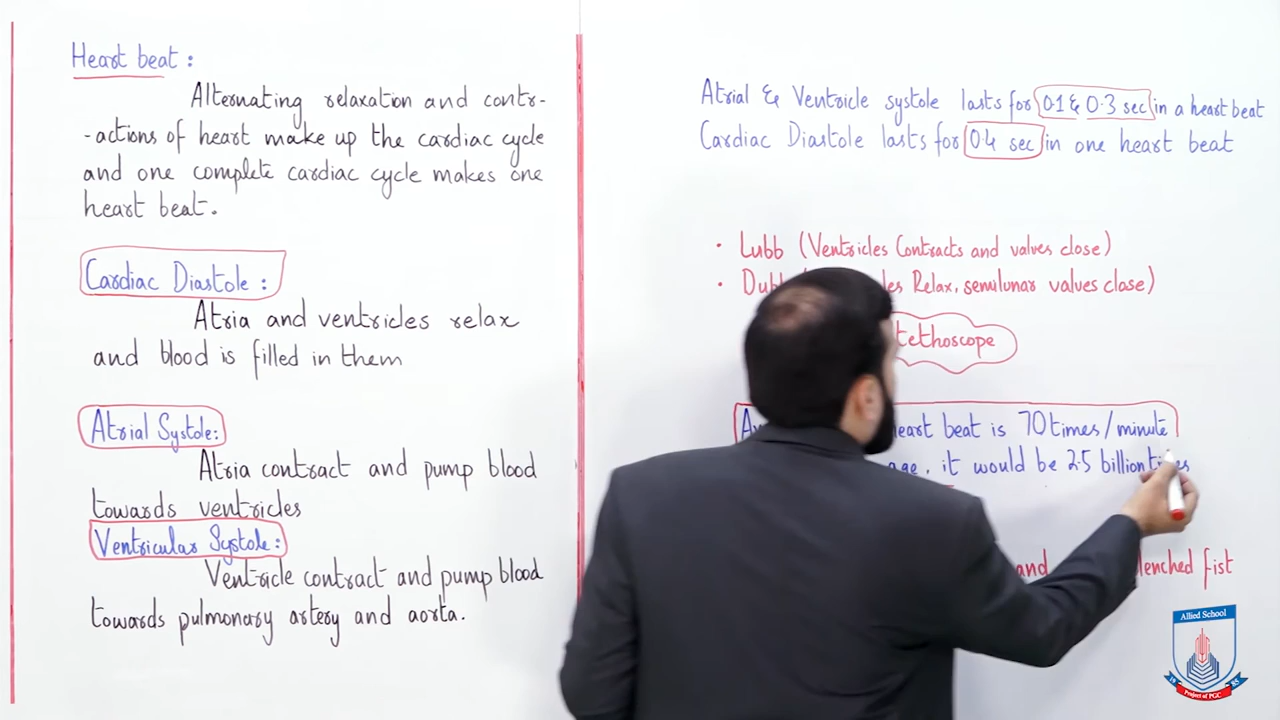 Heart beat :
Alternating relaxation and contr-
-actions of heart make up the cardiac cycle
and one complete cardiac cycle makes one
heart beat.
Cardiac Diastole :
Atria and ventricles relax
and blood is filled in them
Atrial Systole:
Atria contract and pump blood
towards ventricles
Ventricular Systole:
Ventricle contract and pump blood
towards pulmonary artery and aorta.
Atrial & Ventricle systole lasts for 0.1 & 0.3 sec in a heart beat
Cardiac Diastole lasts for 0.4 sec in one heart beat
• Lubb (Ventricles Contracts and valves close)
• Relax, semilunar valves close)
heart beat is 70 times/minute
it would be 2.5 billion times
and
fist
Allied School
Project of PGC
1985